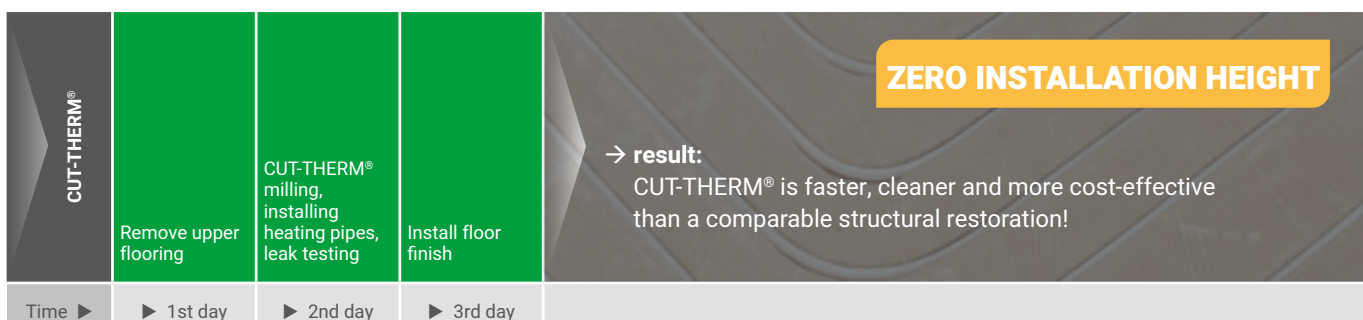 CUT-THERM®
Remove upper
flooring
CUT-THERM®
milling,
installing
heating pipes,
leak testing
Install floor
finish
ZERO INSTALLATION HEIGHT
→ result:
CUT-THERM® is faster, cleaner and more cost-effective
than a comparable structural restoration!
Time ▶
▶ 1st day
▶ 2nd day
▶ 3rd day